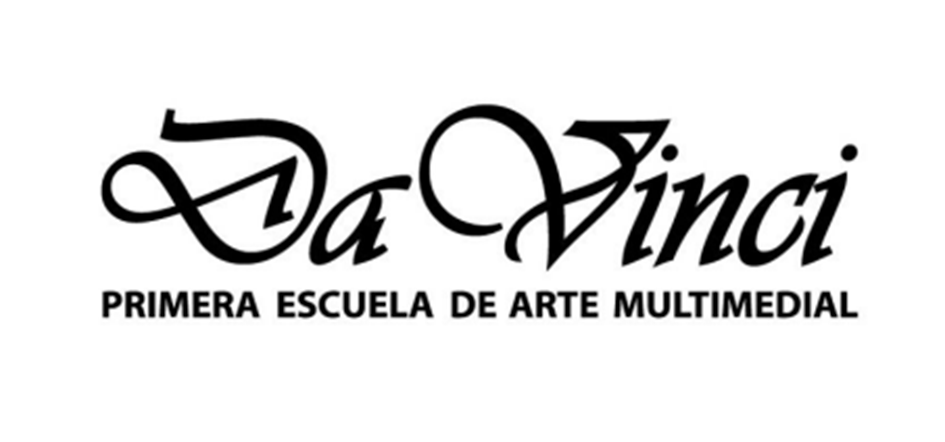 Da Vinci
PRIMERA ESCUELA DE ARTE MULTIMEDIAL